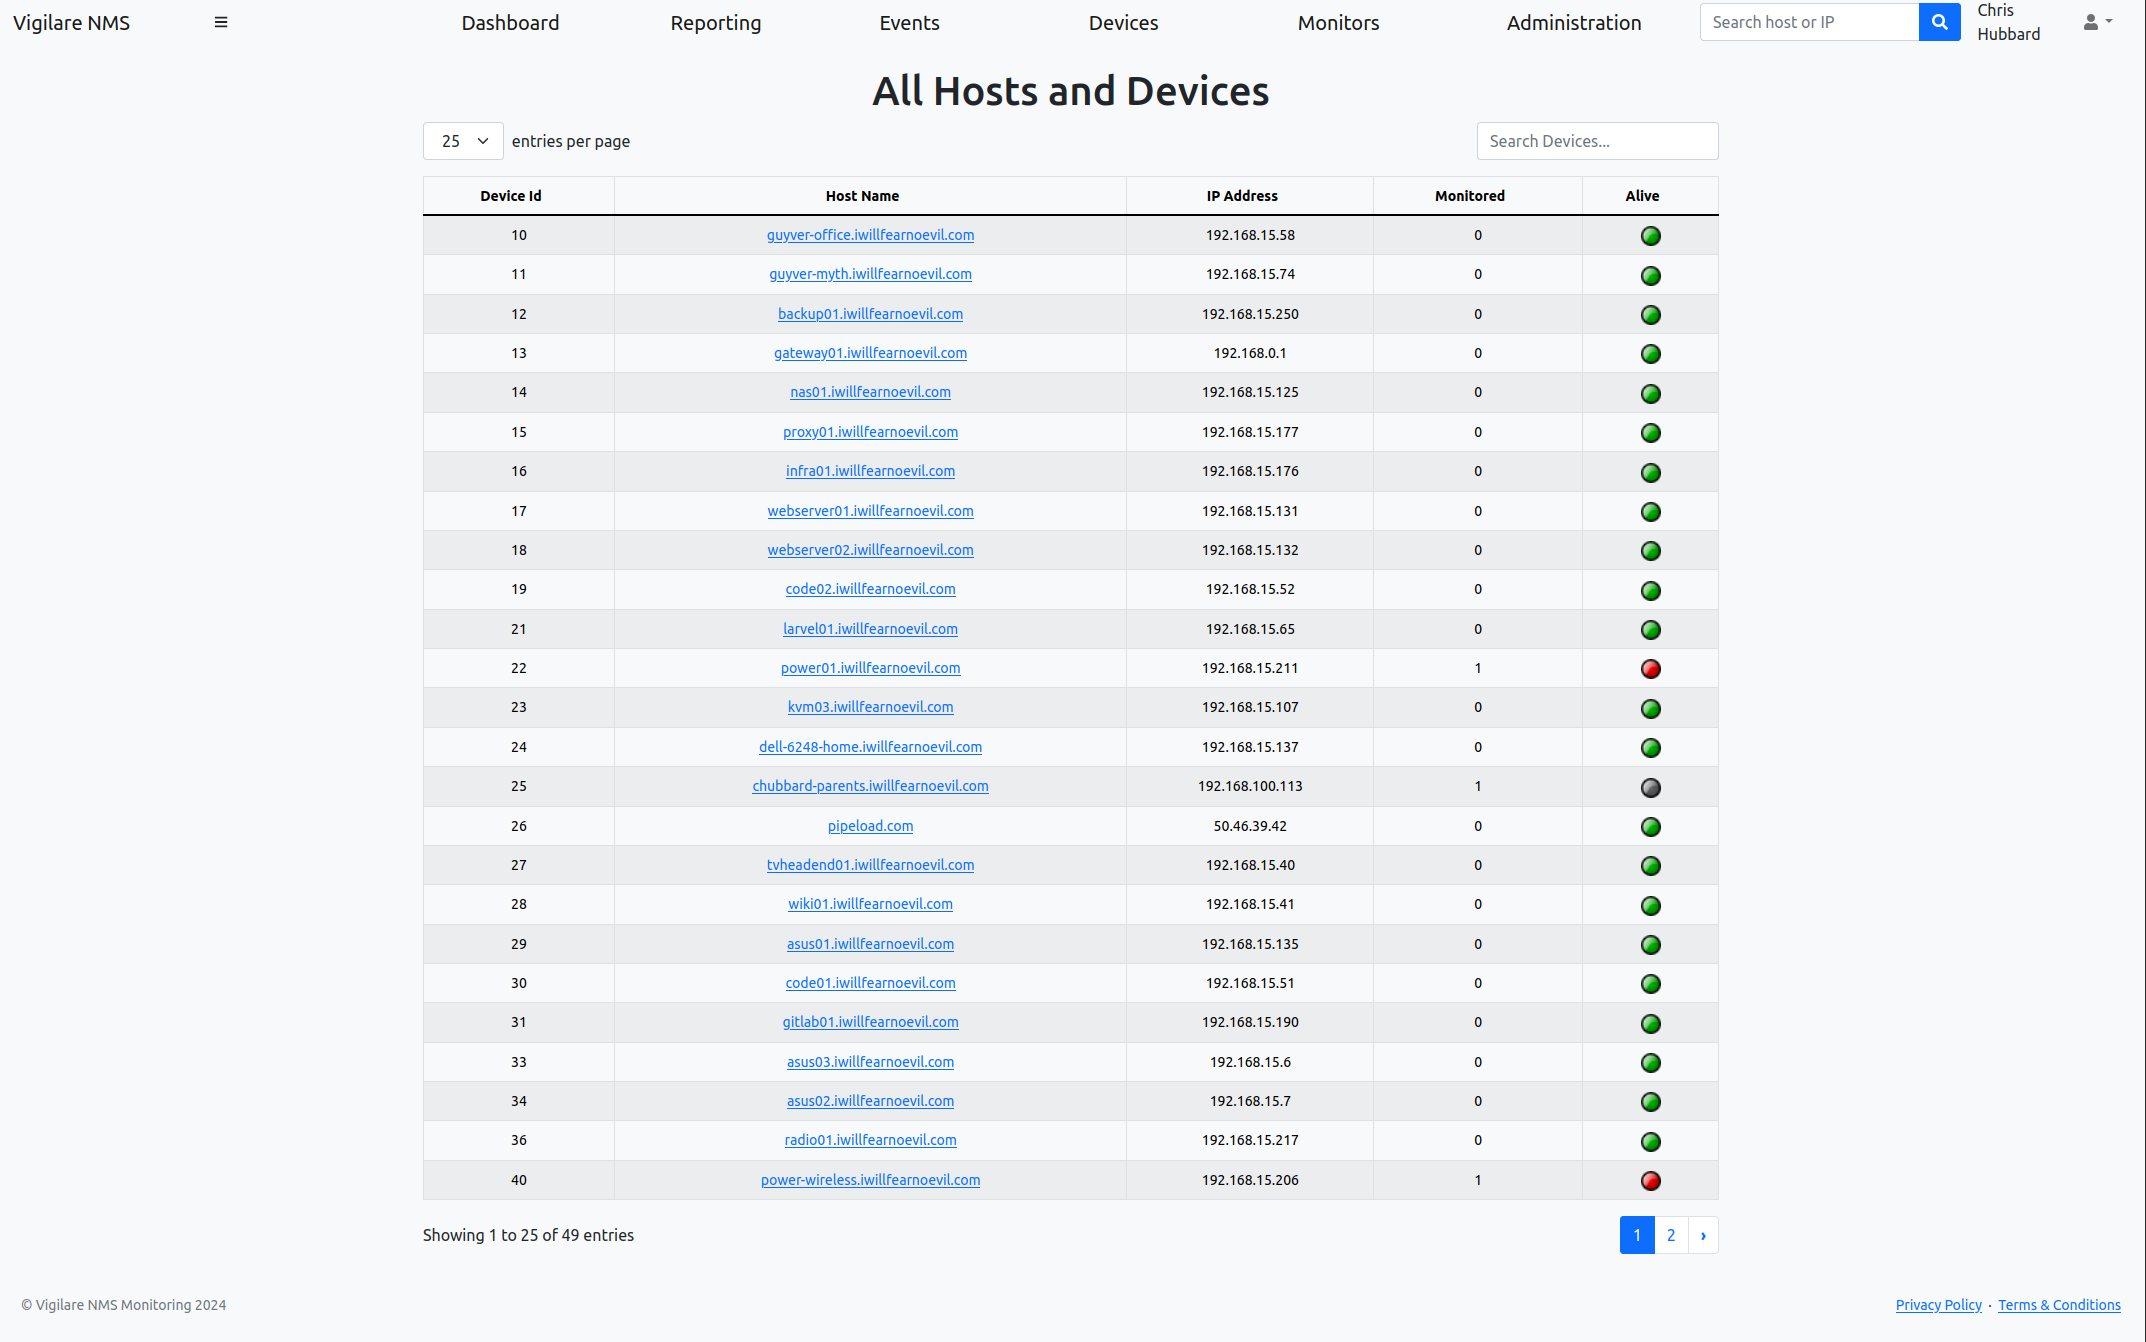 Vigilare NMS Dashboard Reporting Events Devices Monitors Administration Search host or IP Chris
Hubbard
All Hosts and Devices
25 entries per page Search Devices...
Device Id Host Name IP Address Monitored Alive
10 guyver-office.iwillfearnoevil.com 192.168.15.58 0
11 guyver-myth.iwillfearnoevil.com 192.168.15.74 0
12 backup01.iwillfearnoevil.com 192.168.15.250 0
13 gateway01.iwillfearnoevil.com 192.168.0.1 0
14 nas01.iwillfearnoevil.com 192.168.15.125 0
15 proxy01.iwillfearnoevil.com 192.168.15.177 0
16 infra01.iwillfearnoevil.com 192.168.15.176 0
17 webserver01.iwillfearnoevil.com 192.168.15.131 0
18 webserver02.iwillfearnoevil.com 192.168.15.132 0
19 code02.iwillfearnoevil.com 192.168.15.52 0
21 larvel01.iwillfearnoevil.com 192.168.15.65 0
22 power01.iwillfearnoevil.com 192.168.15.211 1
23 kvm03.iwillfearnoevil.com 192.168.15.107 0
24 dell-6248-home.iwillfearnoevil.com 192.168.15.137 0
25 chubbard-parents.iwillfearnoevil.com 192.168.100.113 1
26 pipeload.com 50.46.39.42 0
27 tvheadend01.iwillfearnoevil.com 192.168.15.40 0
28 wiki01.iwillfearnoevil.com 192.168.15.41 0
29 asus01.iwillfearnoevil.com 192.168.15.135 0
30 code01.iwillfearnoevil.com 192.168.15.51 0
31 gitlab01.iwillfearnoevil.com 192.168.15.190 0
33 asus03.iwillfearnoevil.com 192.168.15.6 0
34 asus02.iwillfearnoevil.com 192.168.15.7 0
36 radio01.iwillfearnoevil.com 192.168.15.217 0
40 power-wireless.iwillfearnoevil.com 192.168.15.206 1
Showing 1 to 25 of 49 entries 1 2 ›
© Vigilare NMS Monitoring 2024 Privacy Policy · Terms & Conditions